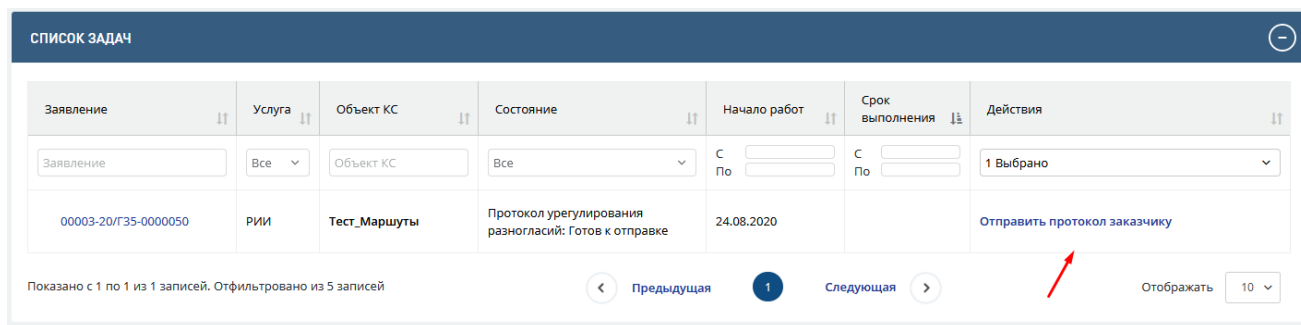 СПИСОК ЗАДАЧ
Заявление
Услуга
Объект КС
Состояние
Начало работ
Срок
выполнения
Действия
Заявление
Все
Объект КС
Все
С
По
С
По
1 Выбрано
00003-20/Г35-0000050
РИИ
Тест_Маршуты
Протокол урегулирования
разногласий: Готов к отправке
24.08.2020
Отправить протокол заказчику
Показано с 1 по 1 из 1 записей. Отфильтровано из 5 записей
Предыдущая
1
Следующая
Отображать
10